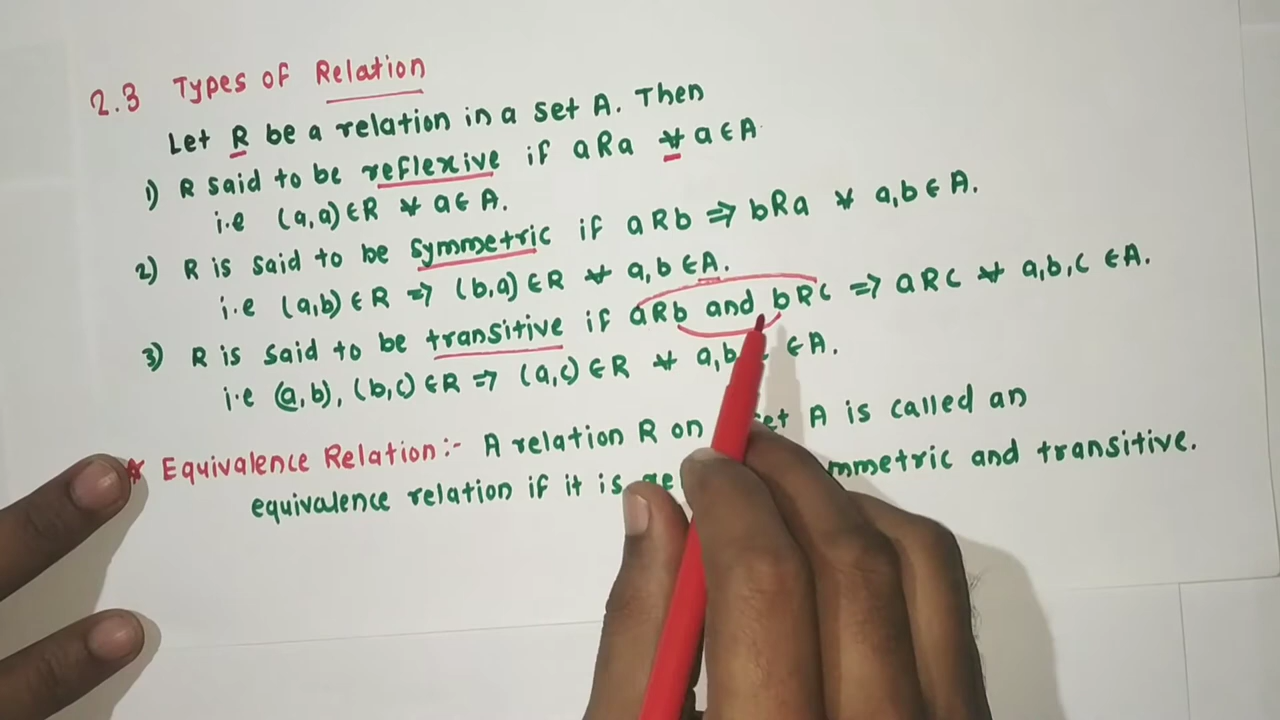 2.3 Types of Relation
Let R be a relation in a set A. Then
1) R said to be reflexive if aRa ∀ a ∈ A
i.e (a,a) ∈ R ∀ a ∈ A.
2) R is said to be symmetric if aRb ⇒ bRa ∀ a,b ∈ A.
i.e (a,b) ∈ R ⇒ (b,a) ∈ R ∀ a,b ∈ A.
3) R is said to be transitive if aRb and bRc ⇒ aRc ∀ a,b,c ∈ A.
i.e (a,b), (b,c) ∈ R ⇒ (a,c) ∈ R ∀ a,b, ∈ A.
* Equivalence Relation:- A relation R on A is called an
equivalence relation if it is and transitive.